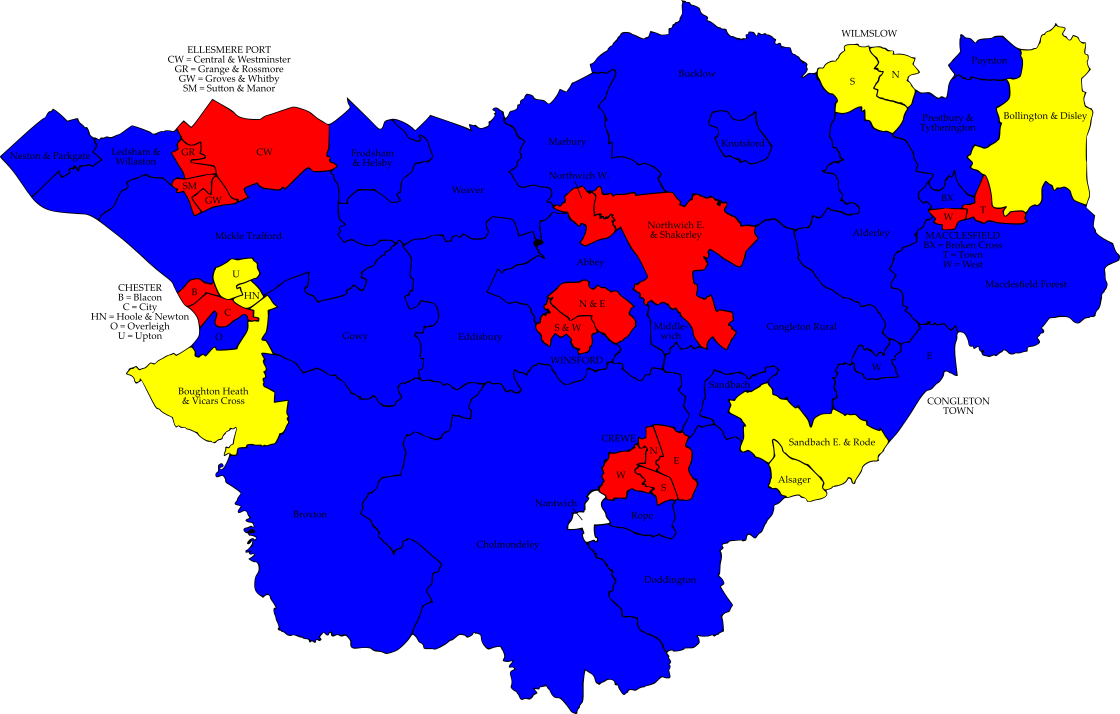 WILMSLOW
S
N
Poynton
Bucklow
ELLESMERE PORT
CW = Central & Westminster
GR = Grange & Rossmore
GW = Groves & Whitby
SM = Sutton & Manor
Bollington & Disley
Prestbury &
Tytherington
Neston & Parkgate
Ledsham &
Willaston
GR
CW
Frodsham
& Helsby
Marbury
Knutsford
SM
GW
Weaver
Northwich W.
BX
W
T
Mickle Trafford
Northwich E.
& Shakerley
Alderley
MACCLESFIELD
BX = Broken Cross
T = Town
W = West
Abbey
U
HN
B
C
O
CHESTER
B = Blacon
C = City
HN = Hoole & Newton
O = Overleigh
U = Upton
Macclesfield Forest
N & E
S & W
WINSFORD
Middle-
wich
Congleton Rural
Gowy
Eddisbury
W
E
CONGLETON
TOWN
Boughton Heath
& Vicars Cross
Sandbach
Sandbach E. & Rode
Alsager
CREWE
N
E
W
S
Nantwich
Rope
Broxton
Cholmondeley
Doddington